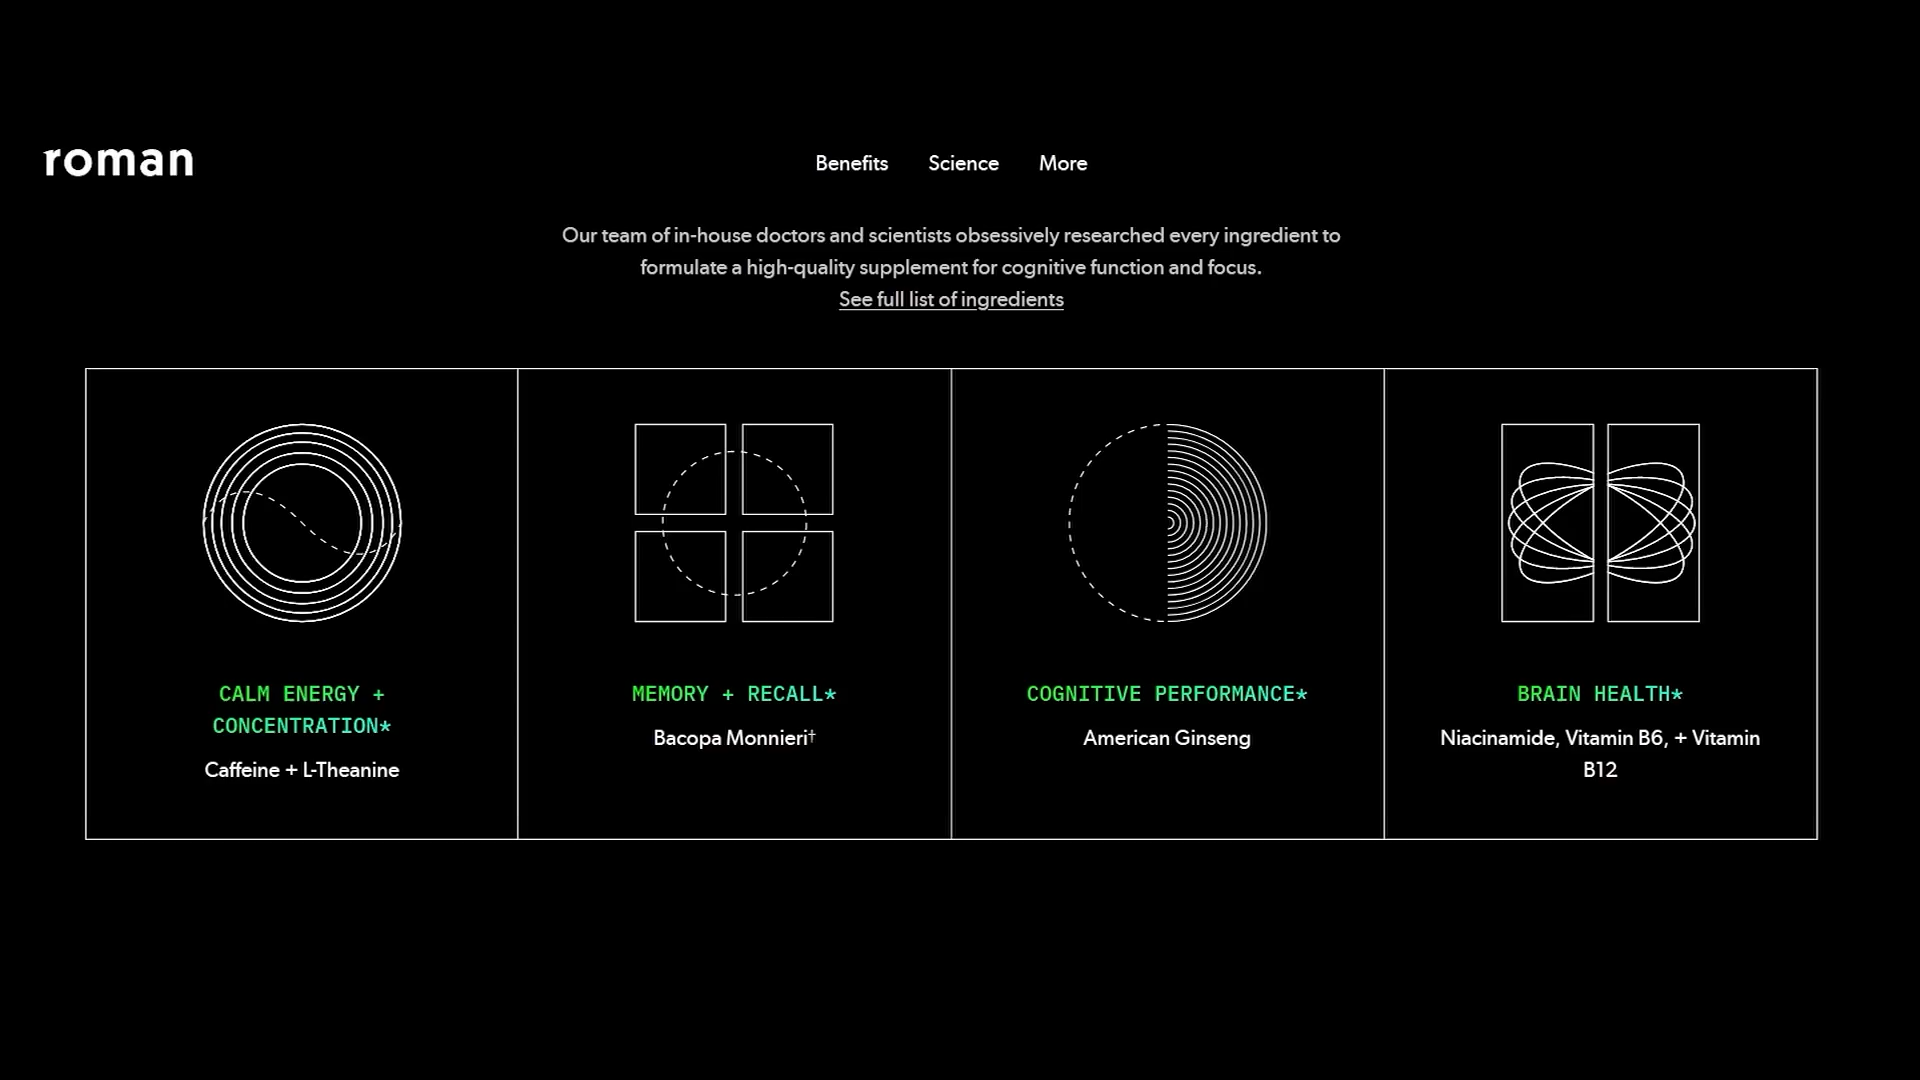 roman
Benefits Science More
Our team of in-house doctors and scientists obsessively researched every ingredient to
formulate a high-quality supplement for cognitive function and focus.
See full list of ingredients
CALM ENERGY +
CONCENTRATION*
Caffeine + L-Theanine
MEMORY + RECALL*
Bacopa Monnieri†
COGNITIVE PERFORMANCE*
American Ginseng
BRAIN HEALTH*
Niacinamide, Vitamin B6, + Vitamin
B12